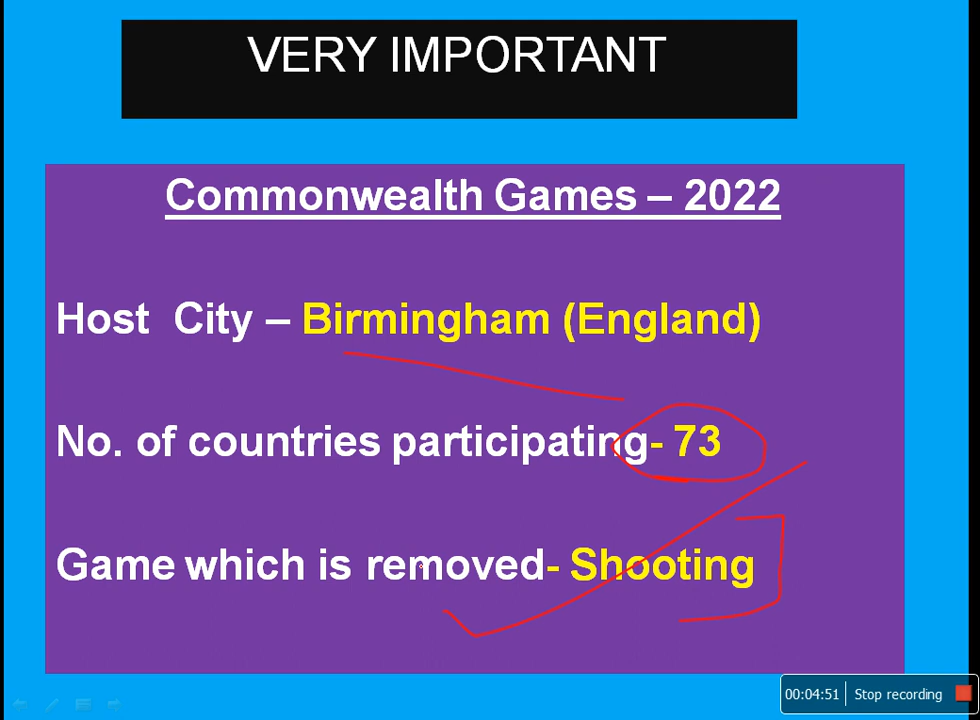 VERY IMPORTANT
Commonwealth Games – 2022
Host City – Birmingham (England)
No. of countries participating- 73
Game which is removed- Shooting
00:04:51 Stop recording